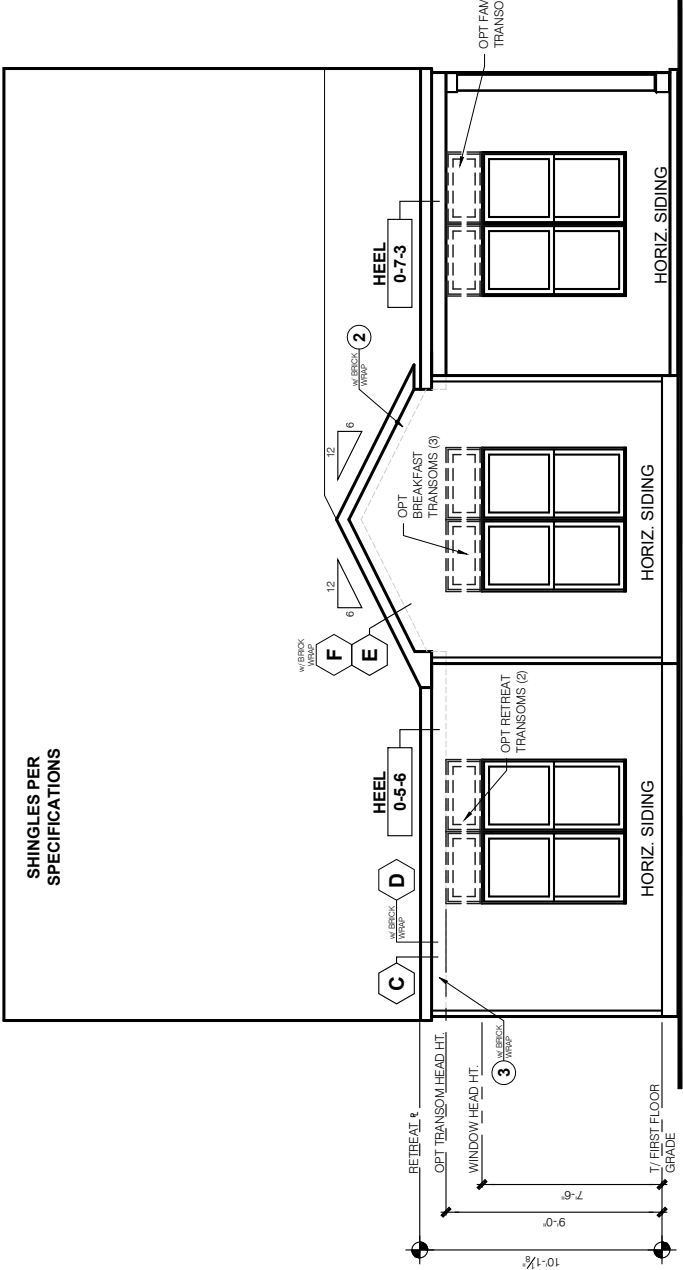 SHINGLES PER
SPECIFICATIONS
12
6
12
6
w/ BRICK
WRAP
F
E
w/ BRICK
WRAP
2
HEEL
0-5-6
HEEL
0-7-3
C
w/ BRICK
WRAP
D
3
w/ BRICK
WRAP
OPT RETREAT
TRANSOMS (2)
OPT
BREAKFAST
TRANSOMS (3)
OPT FAM
TRANSO
HORIZ. SIDING
HORIZ. SIDING
HORIZ. SIDING
RETREAT
OPT TRANSOM HEAD HT.
WINDOW HEAD HT.
T/ FIRST FLOOR
GRADE
7'-6"
9'-0"
10'-1⅛"